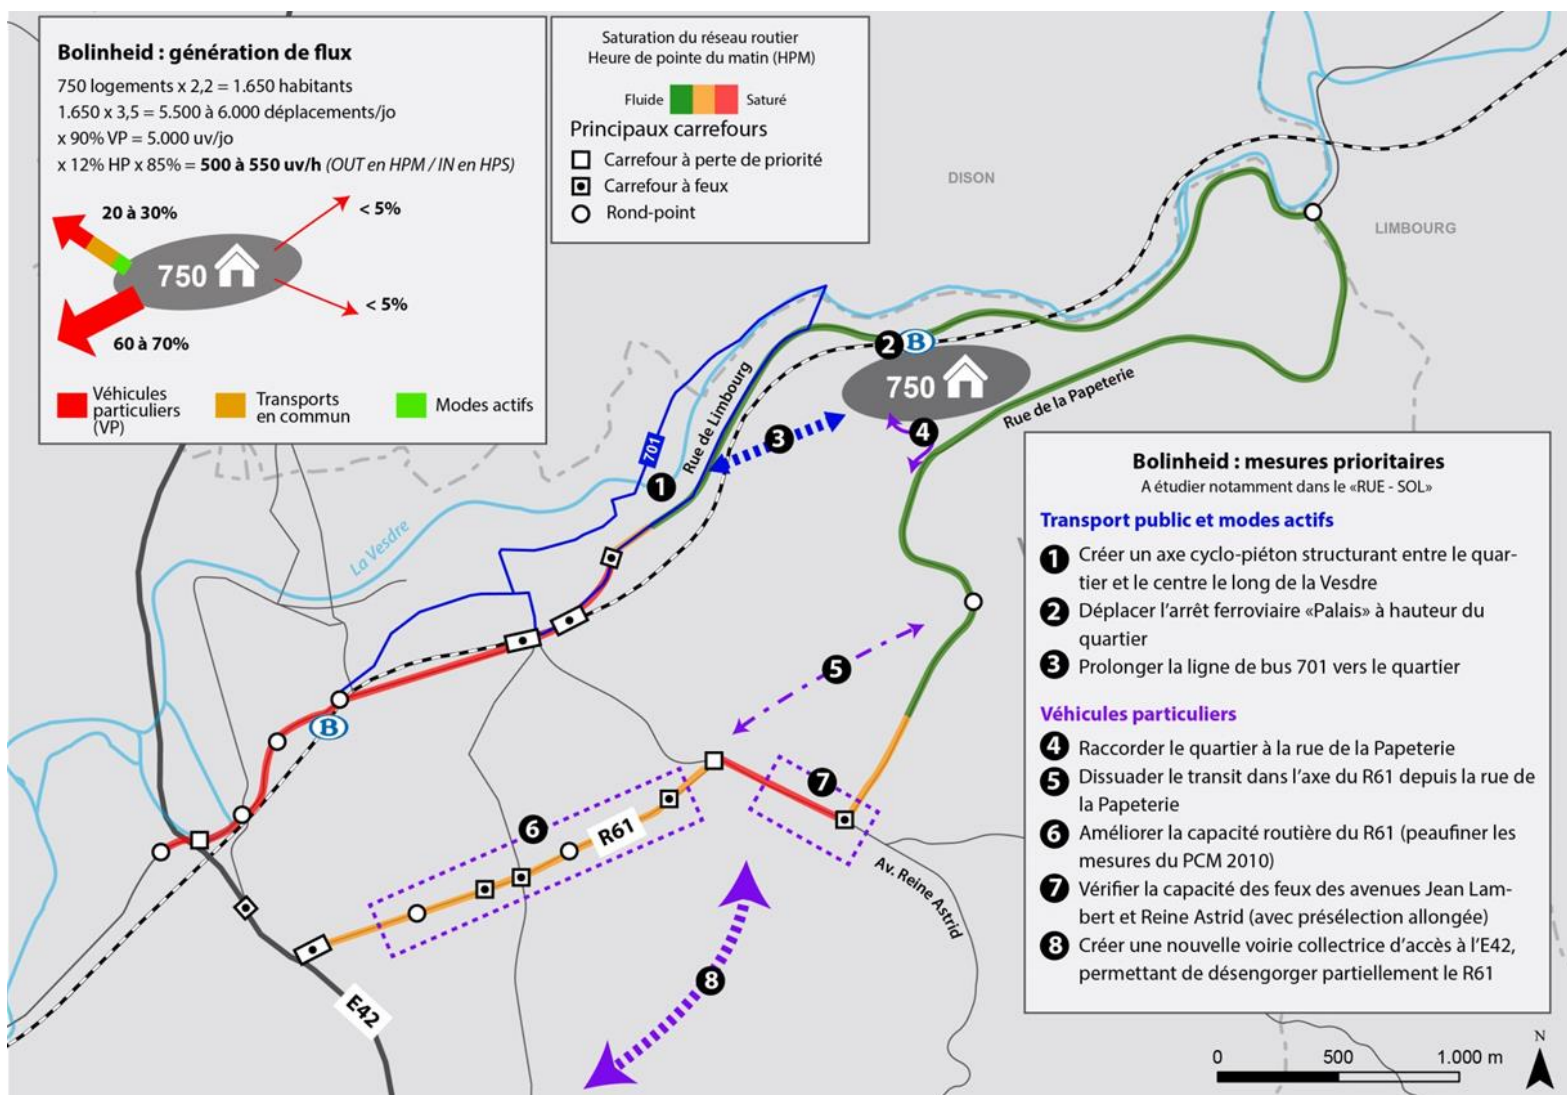 Bolinheid : génération de flux
750 logements x 2,2 = 1.650 habitants
1.650 x 3,5 = 5.500 à 6.000 déplacements/jo
x 90% VP = 5.000 uv/jo
x 12% HP x 85% = 500 à 550 uv/h (OUT en HPM / IN en HPS)
20 à 30%
< 5%
750
< 5%
60 à 70%
Véhicules
particuliers
(VP)
Transports
en commun
Modes actifs
Saturation du réseau routier
Heure de pointe du matin (HPM)
Fluide
Saturé
Principaux carrefours
Carrefour à perte de priorité
Carrefour à feux
Rond-point
DISON
LIMBOURG
2
B
750
Rue de la Papeterie
Rue de Limbourg
701
3
4
1
La Vesdre
5
B
7
6
R61
Av. Reine Astrid
8
E42
Bolinheid : mesures prioritaires
A étudier notamment dans le «RUE - SOL»
Transport public et modes actifs
1 Créer un axe cyclo-piéton structurant entre le quar-
tier et le centre le long de la Vesdre
2 Déplacer l'arrêt ferroviaire «Palais» à hauteur du
quartier
3 Prolonger la ligne de bus 701 vers le quartier
Véhicules particuliers
4 Raccorder le quartier à la rue de la Papeterie
5 Dissuader le transit dans l'axe du R61 depuis la rue de
la Papeterie
6 Améliorer la capacité routière du R61 (peaufiner les
mesures du PCM 2010)
7 Vérifier la capacité des feux des avenues Jean Lam-
bert et Reine Astrid (avec présélection allongée)
8 Créer une nouvelle voirie collectrice d'accès à l'E42,
permettant de désengorger partiellement le R61
0 500 1.000 m
N